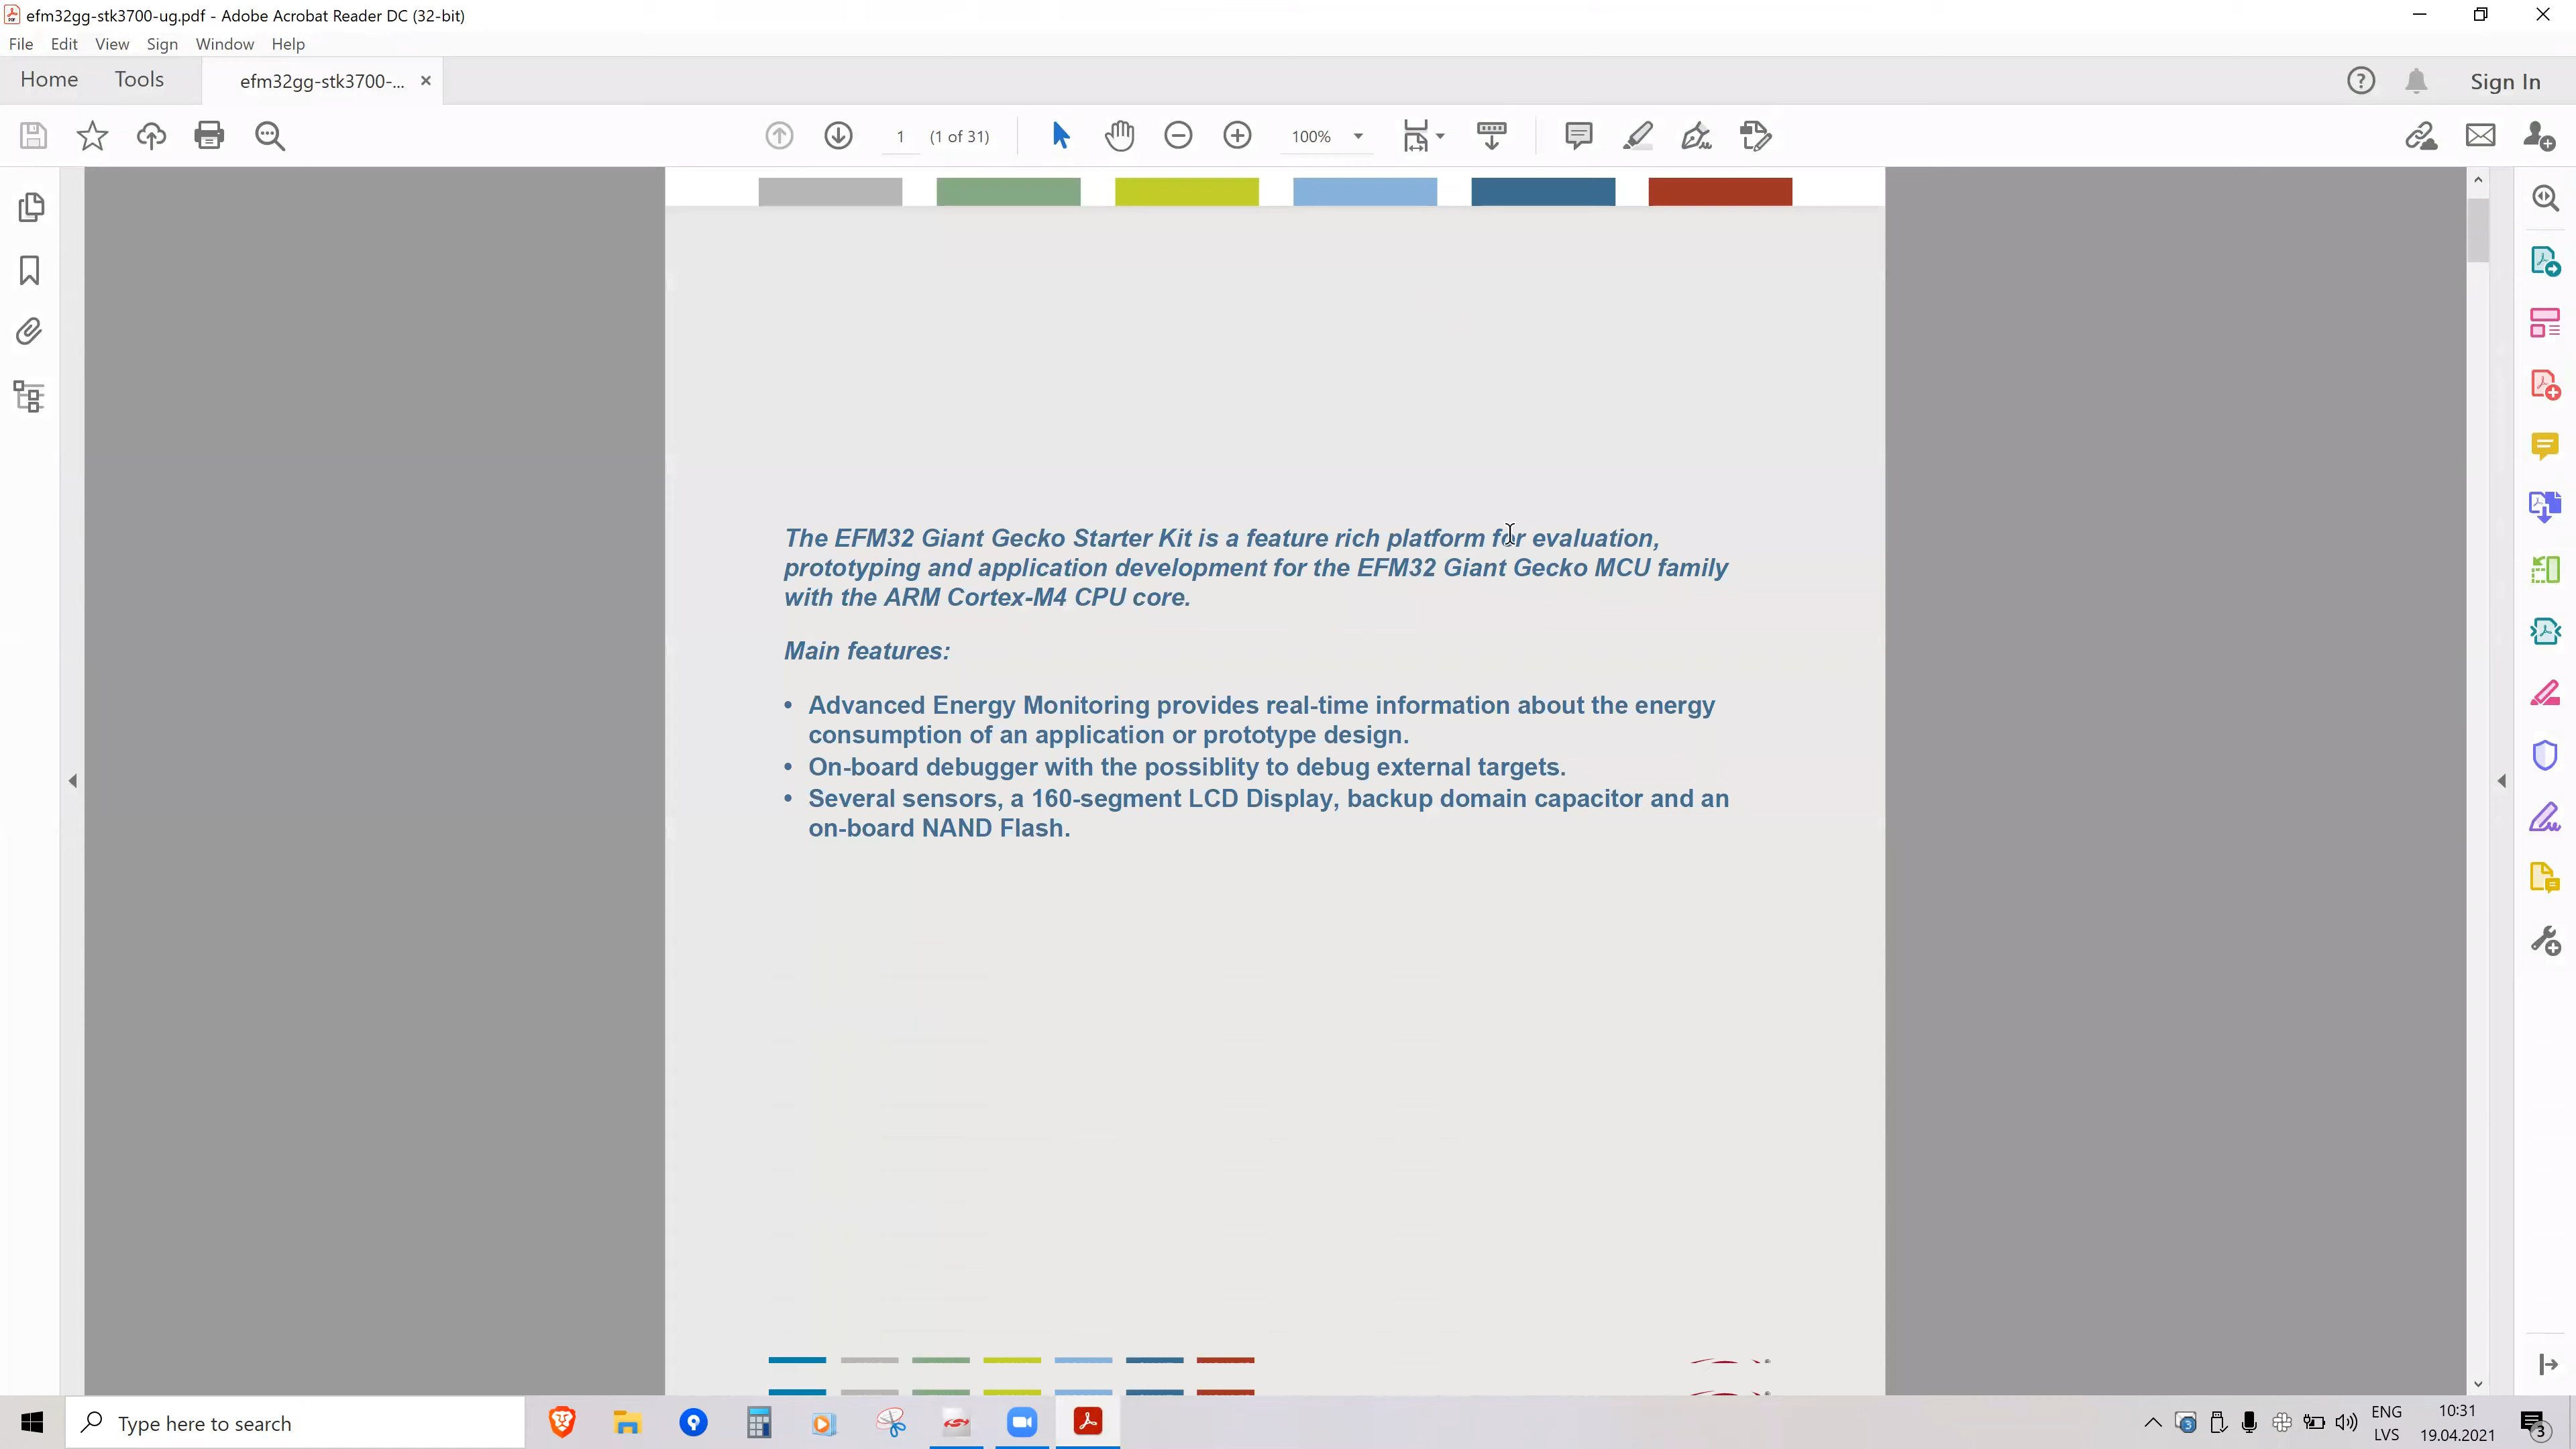 efm32gg-stk3700-ug.pdf - Adobe Acrobat Reader DC (32-bit)
File Edit View Sign Window Help
Home Tools efm32gg-stk3700-... Sign In
1 (1 of 31) 100%
The EFM32 Giant Gecko Starter Kit is a feature rich platform for evaluation,
prototyping and application development for the EFM32 Giant Gecko MCU family
with the ARM Cortex-M4 CPU core.
Main features:
• Advanced Energy Monitoring provides real-time information about the energy
consumption of an application or prototype design.
• On-board debugger with the possiblity to debug external targets.
• Several sensors, a 160-segment LCD Display, backup domain capacitor and an
on-board NAND Flash.
Type here to search
3
ENG
LVS
10:31
19.04.2021
3